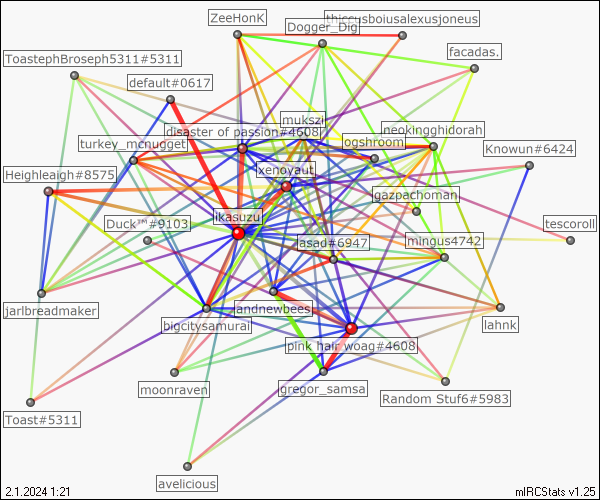 ZeeHonK
thiccusboiusalexusjoneus
Dogger_Dig
ToastephBroseph5311#5311
facadas.
default#0617
mukszi
disaster of passion#4608
neokingghidorah
turkey_mcnugget
ogshroom
Knowun#6424
xenoyaut
Heighleaigh#8575
gazpachoman
ikasuzu
Duck™#9103
tescoroll
asad#6947
mingus4742
jarlbreadmaker
andnewbees
bigcitysamurai
lahnk
pink hair woag#4608
moonraven
gregor_samsa
Random Stuf6#5983
Toast#5311
avelicious
2.1.2024 1:21
mIRCStats v1.25